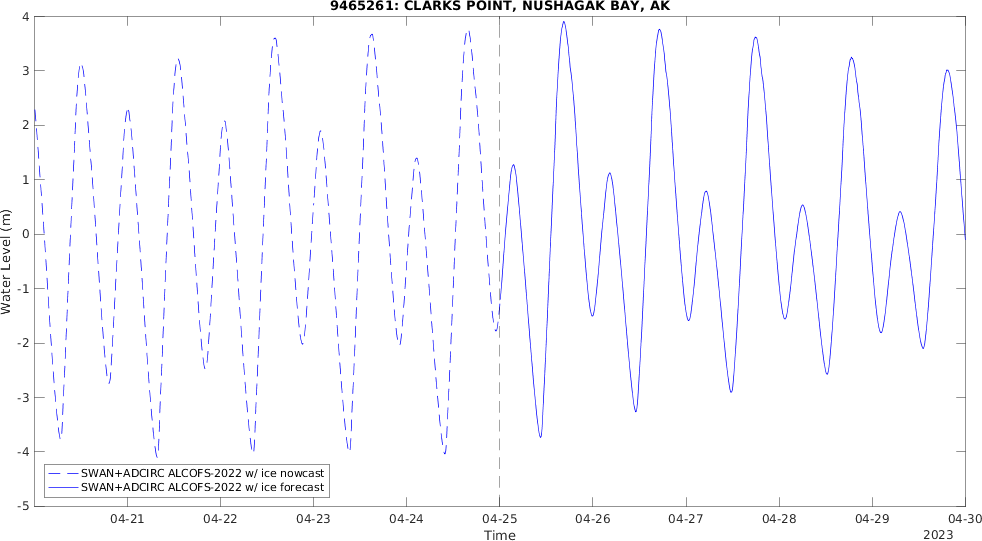 9465261: CLARKS POINT, NUSHAGAK BAY, AK
4
3
2
1
0
-1
-2
-3
-4
-5
Water Level (m)
SWAN+ADCIRC ALCOFS-2022 w/ ice nowcast
SWAN+ADCIRC ALCOFS-2022 w/ ice forecast
04-21 04-22 04-23 04-24 04-25 04-26 04-27 04-28 04-29 04-30
Time
2023